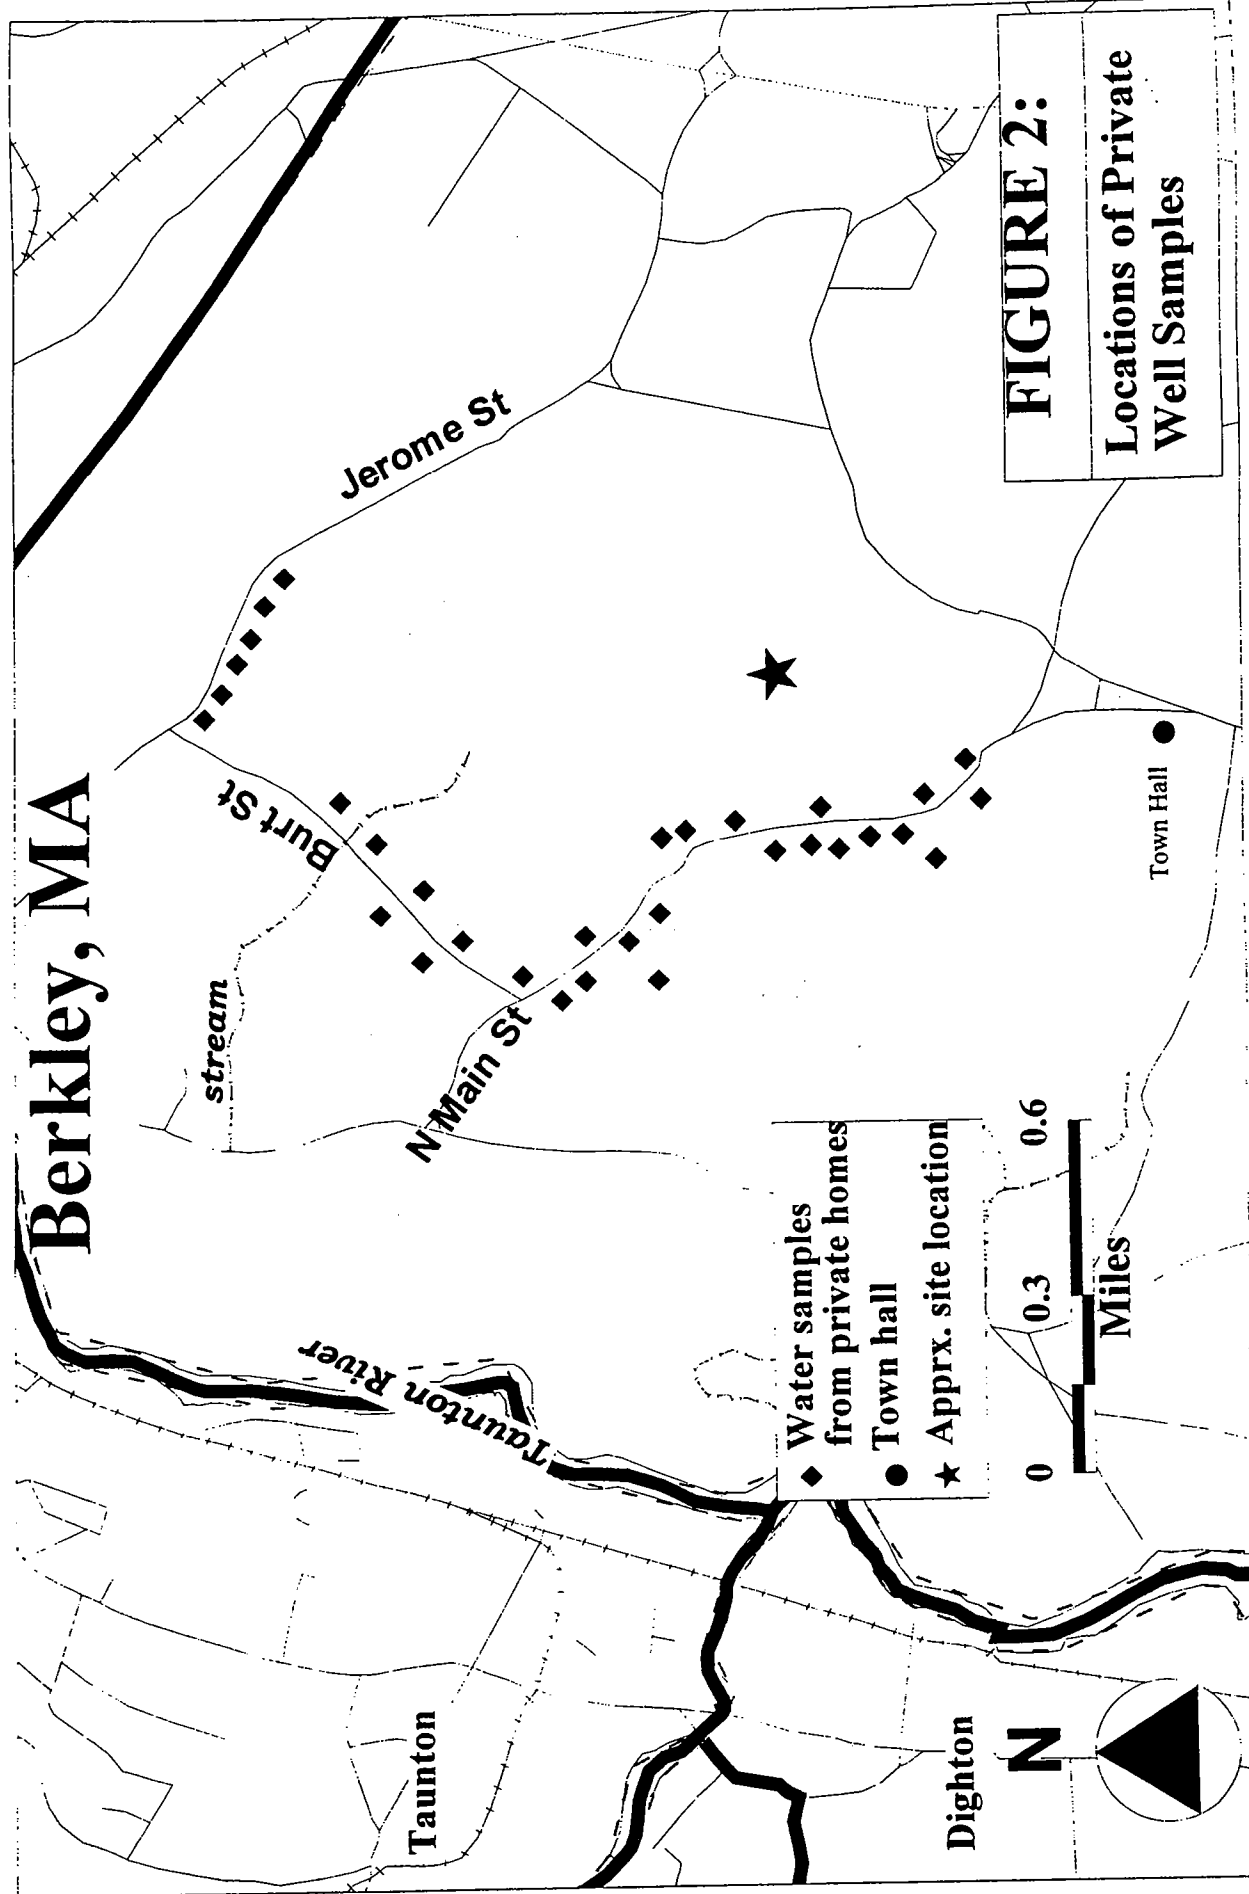 Berkley, MA
Jerome St
Burt St
stream
N Main St
Taunton River
Taunton
Dighton
N
Town Hall
Water samples
from private homes
Town hall
Apprx. site location
0 0.3 0.6
Miles
FIGURE 2:
Locations of Private
Well Samples